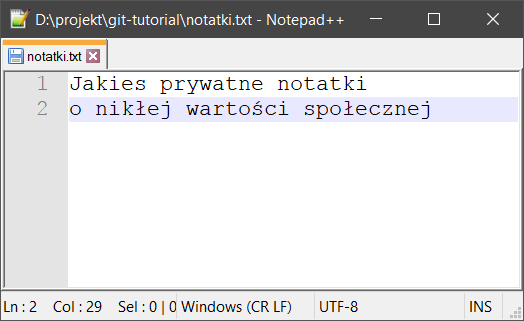 D:\projekt\git-tutorial\notatki.txt - Notepad++
notatki.txt
1 Jakies prywatne notatki
2 o nikłej wartości społecznej
Ln : 2 Col : 29 Sel : 0 | 0 Windows (CR LF) UTF-8 INS